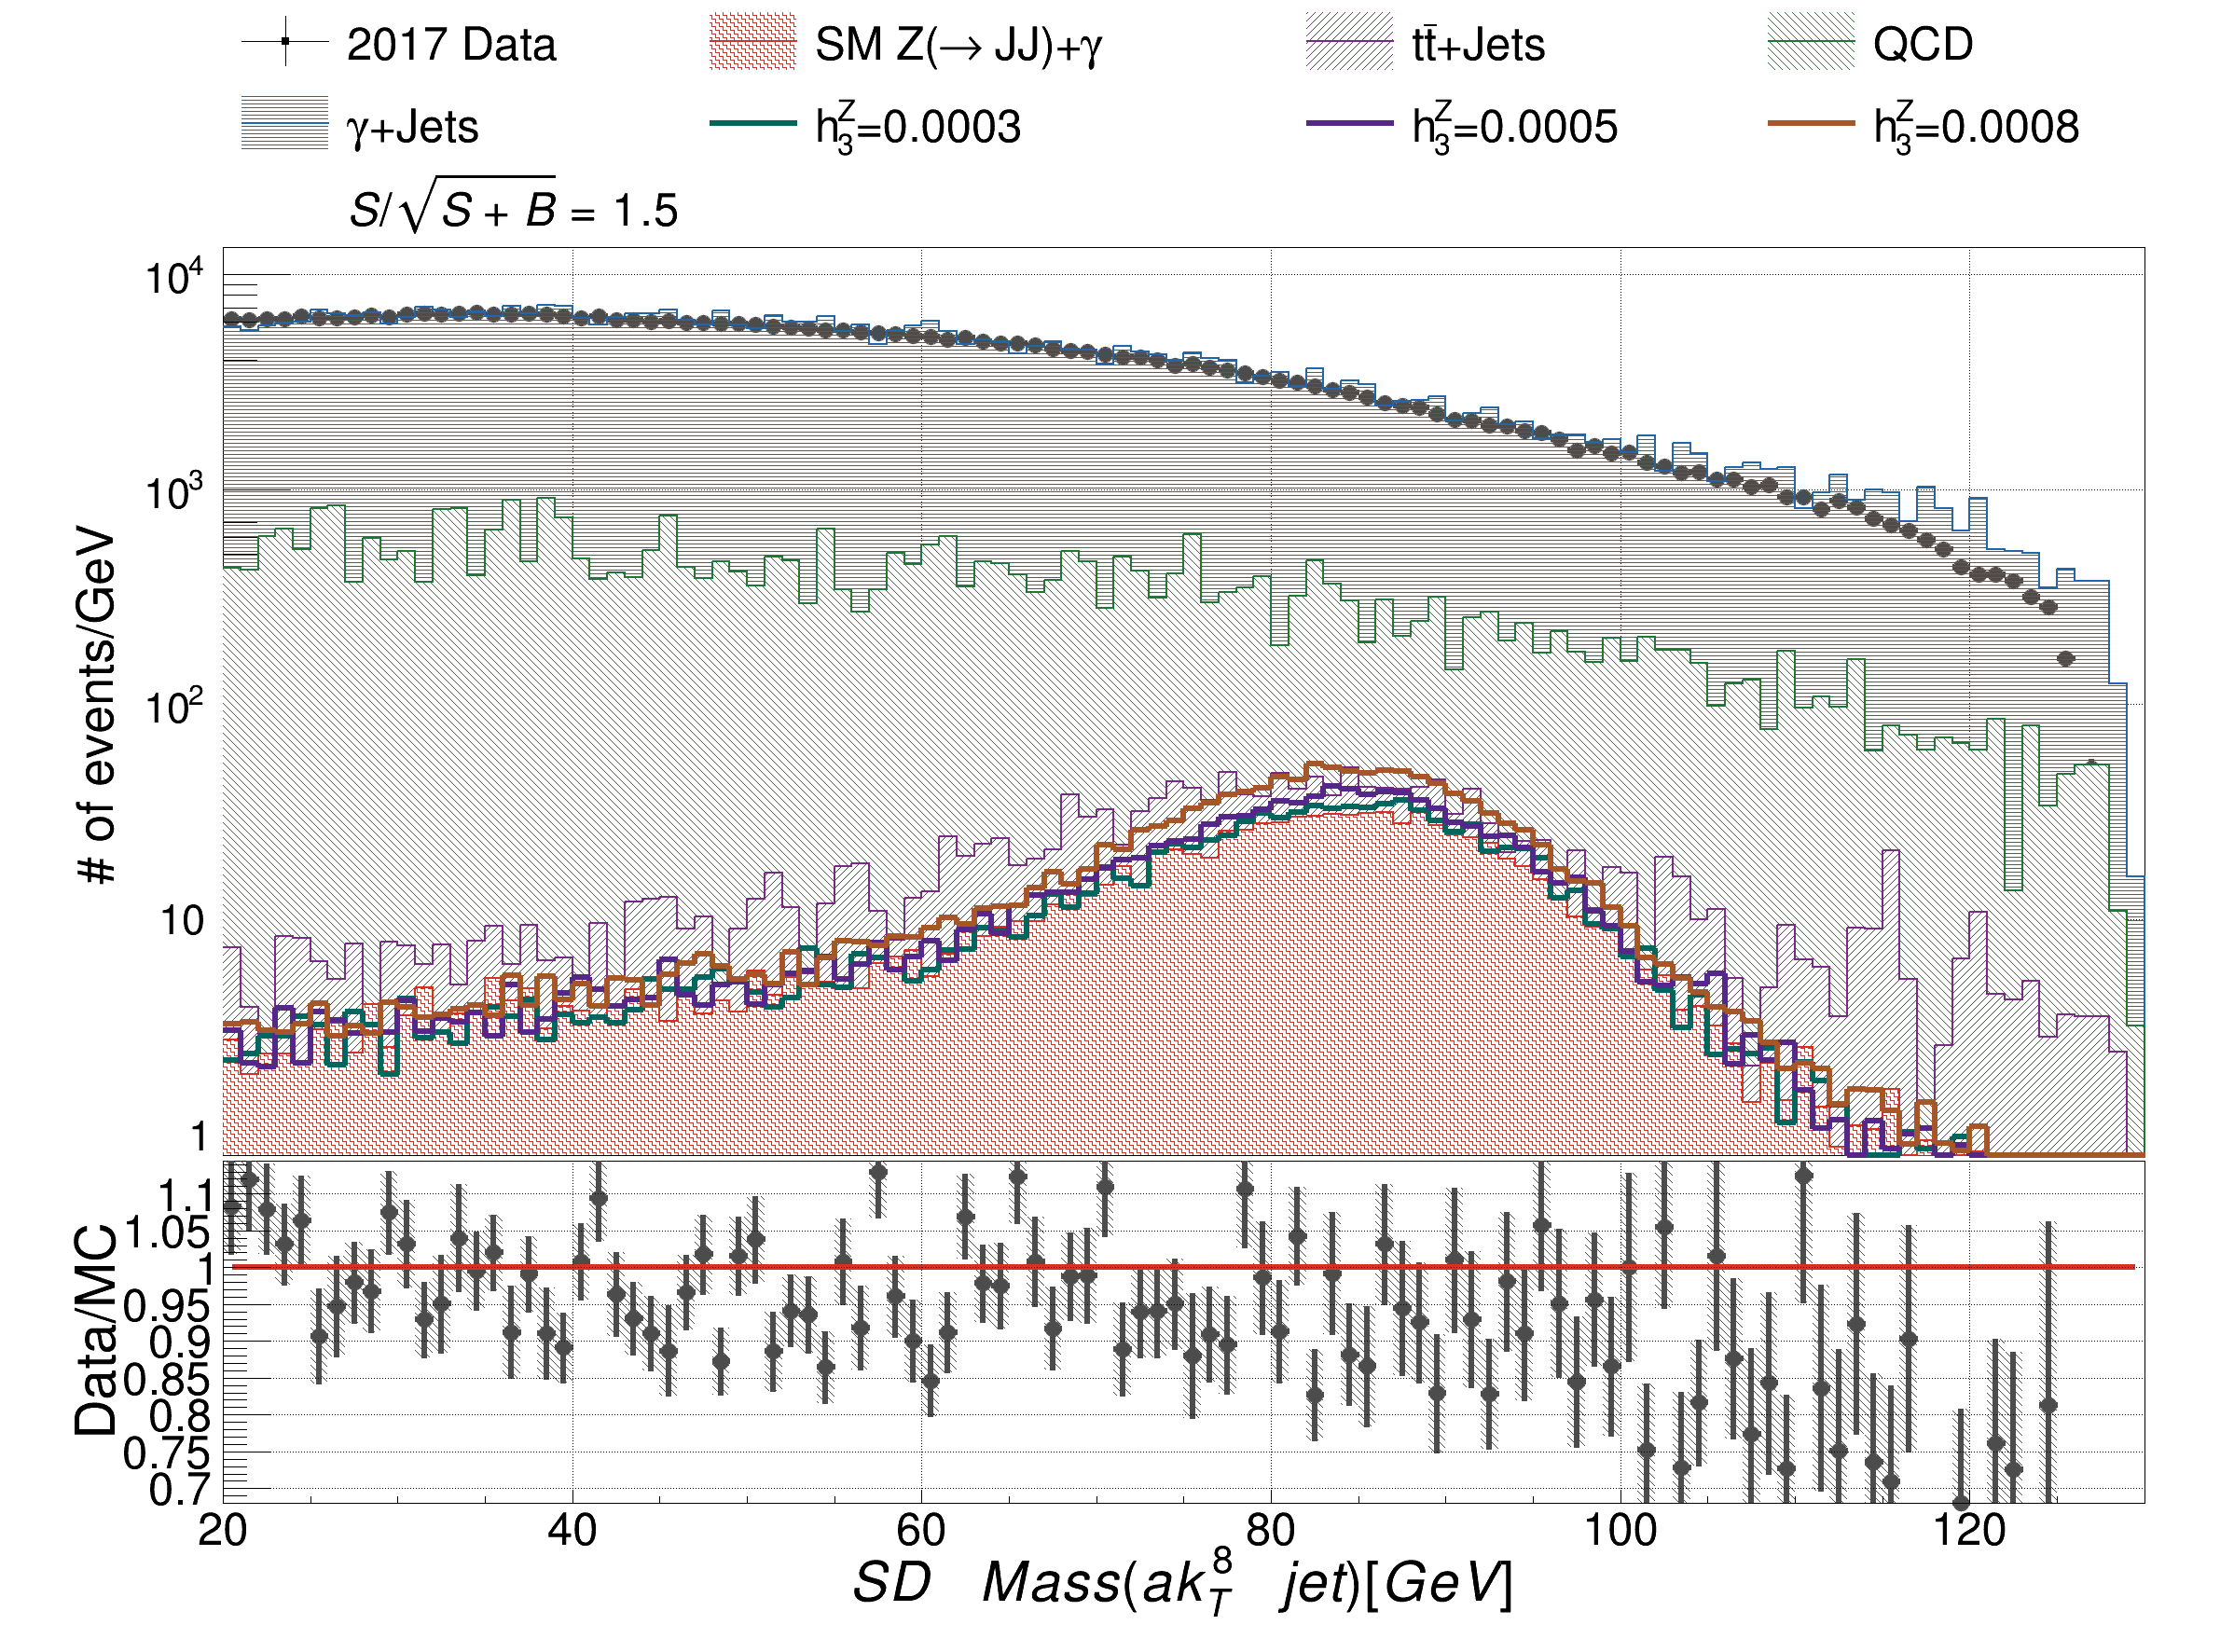 2017 Data SM Z(→ JJ)+γ tt̄+Jets QCD
γ+Jets h₃ᶻ=0.0003 h₃ᶻ=0.0005 h₃ᶻ=0.0008
S/√S + B = 1.5
# of events/GeV
10⁴
10³
10²
10
1
Data/MC
1.1
1.05
1
0.95
0.9
0.85
0.8
0.75
0.7
20 40 60 80 100 120
SD Mass(ak_T^8 jet)[GeV]